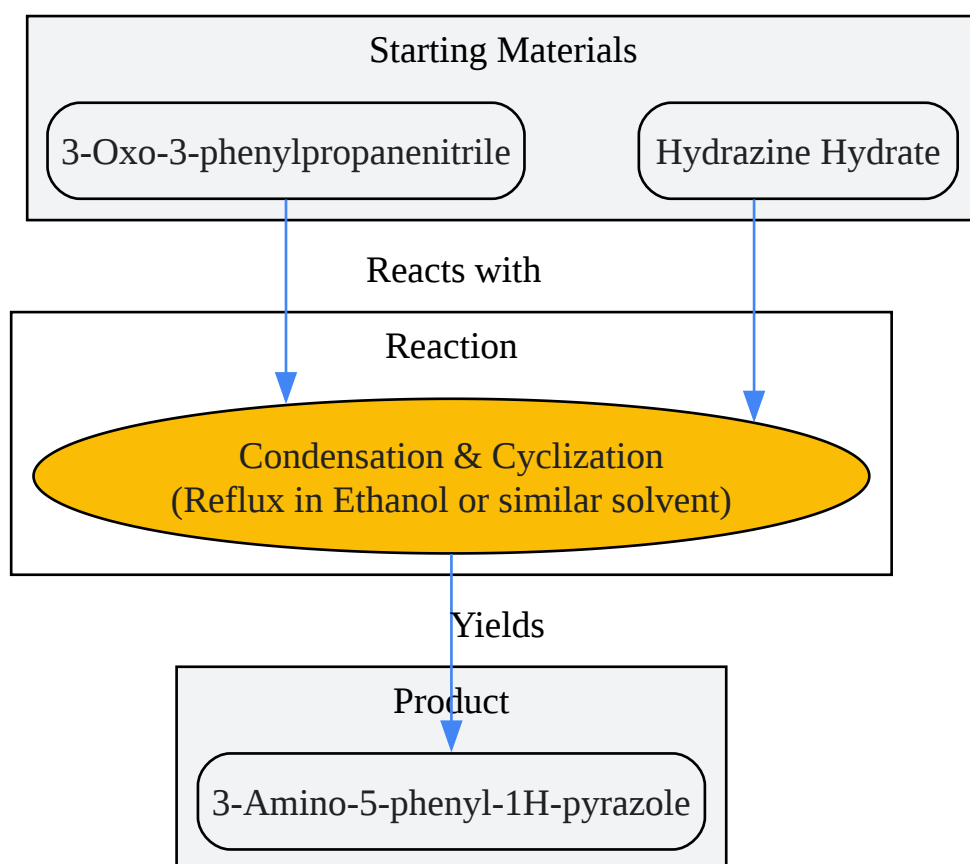 Starting Materials
3-Oxo-3-phenylpropanenitrile
Hydrazine Hydrate
Reacts with
Reaction
Condensation & Cyclization
(Reflux in Ethanol or similar solvent)
Yields
Product
3-Amino-5-phenyl-1H-pyrazole